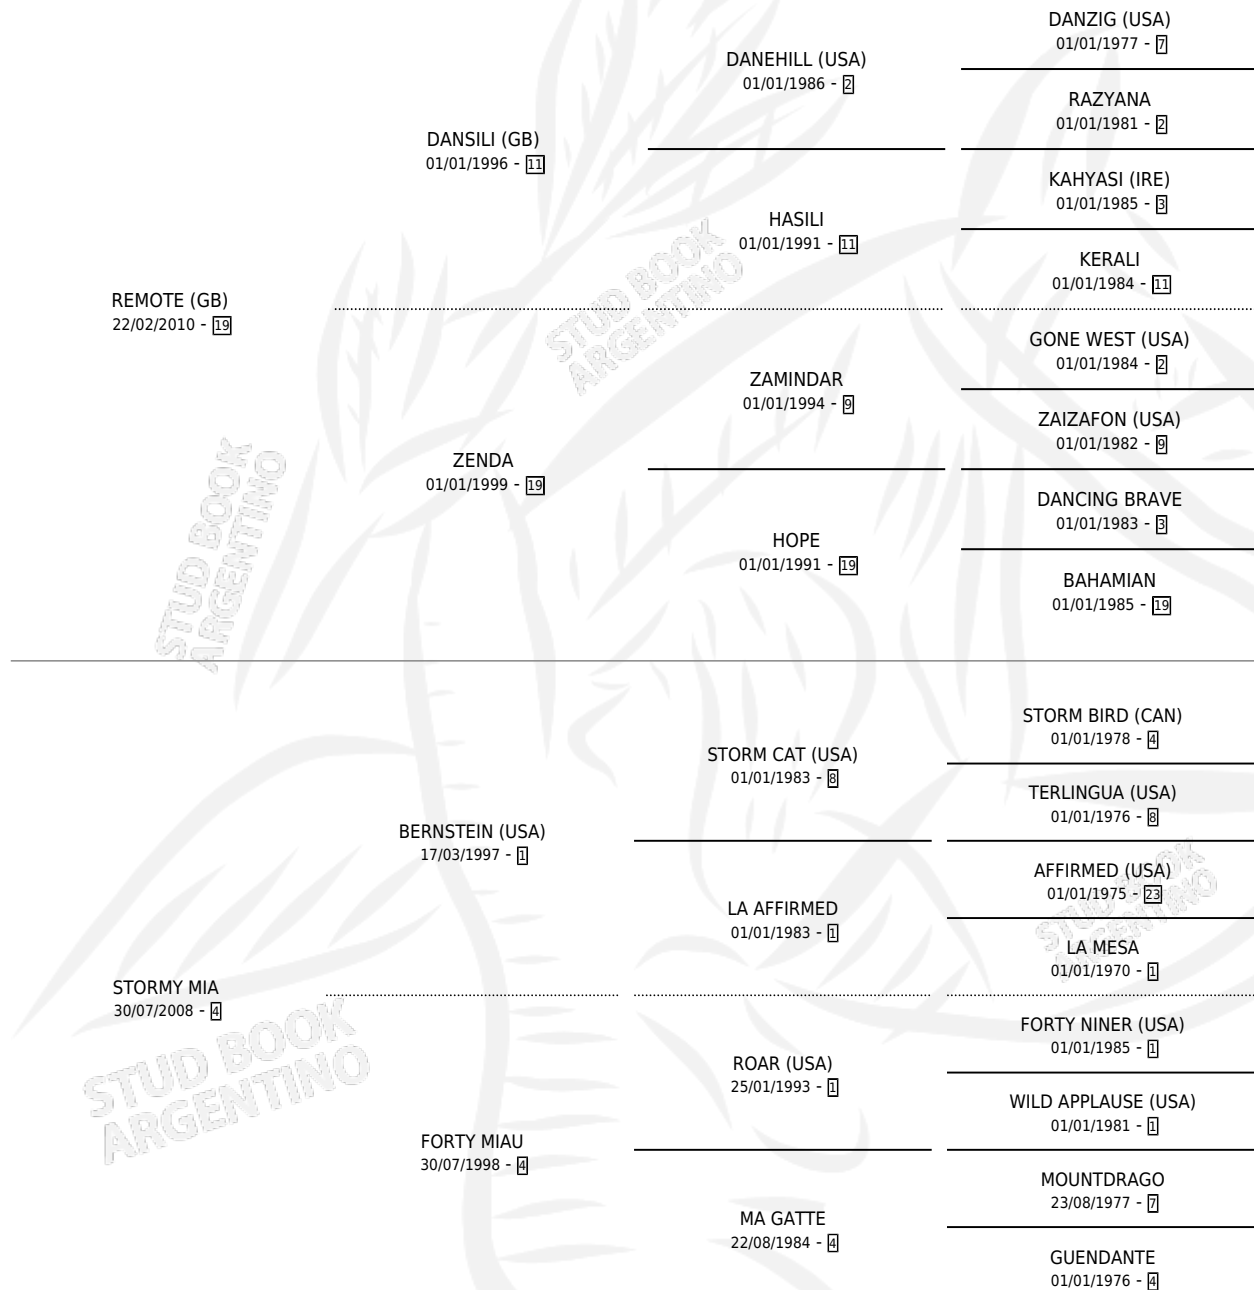 DANZIG (USA)
01/01/1977 - 7
DANEHILL (USA)
01/01/1986 - 2
RAZYANA
01/01/1981 - 2
DANSILI (GB)
01/01/1996 - 11
KAHYASI (IRE)
01/01/1985 - 3
HASILI
01/01/1991 - 11
KERALI
01/01/1984 - 11
REMOTE (GB)
22/02/2010 - 19
GONE WEST (USA)
01/01/1984 - 2
ZAMINDAR
01/01/1994 - 9
ZAIZAFON (USA)
01/01/1982 - 9
ZENDA
01/01/1999 - 19
DANCING BRAVE
01/01/1983 - 3
HOPE
01/01/1991 - 19
BAHAMIAN
01/01/1985 - 19
STORM BIRD (CAN)
01/01/1978 - 4
STORM CAT (USA)
01/01/1983 - 8
TERLINGUA (USA)
01/01/1976 - 8
BERNSTEIN (USA)
17/03/1997 - 1
AFFIRMED (USA)
01/01/1975 - 23
LA AFFIRMED
01/01/1983 - 1
LA MESA
01/01/1970 - 1
STORMY MIA
30/07/2008 - 4
FORTY NINER (USA)
01/01/1985 - 1
ROAR (USA)
25/01/1993 - 1
WILD APPLAUSE (USA)
01/01/1981 - 1
FORTY MIAU
30/07/1998 - 4
MOUNTDRAGO
23/08/1977 - 7
MA GATTE
22/08/1984 - 4
GUENDANTE
01/01/1976 - 4
STUD BOOK
ARGENTINO
STUD BOOK
ARGENTINO
STUD BOOK
ARGENTINO
STUD BOOK
ARGENTINO